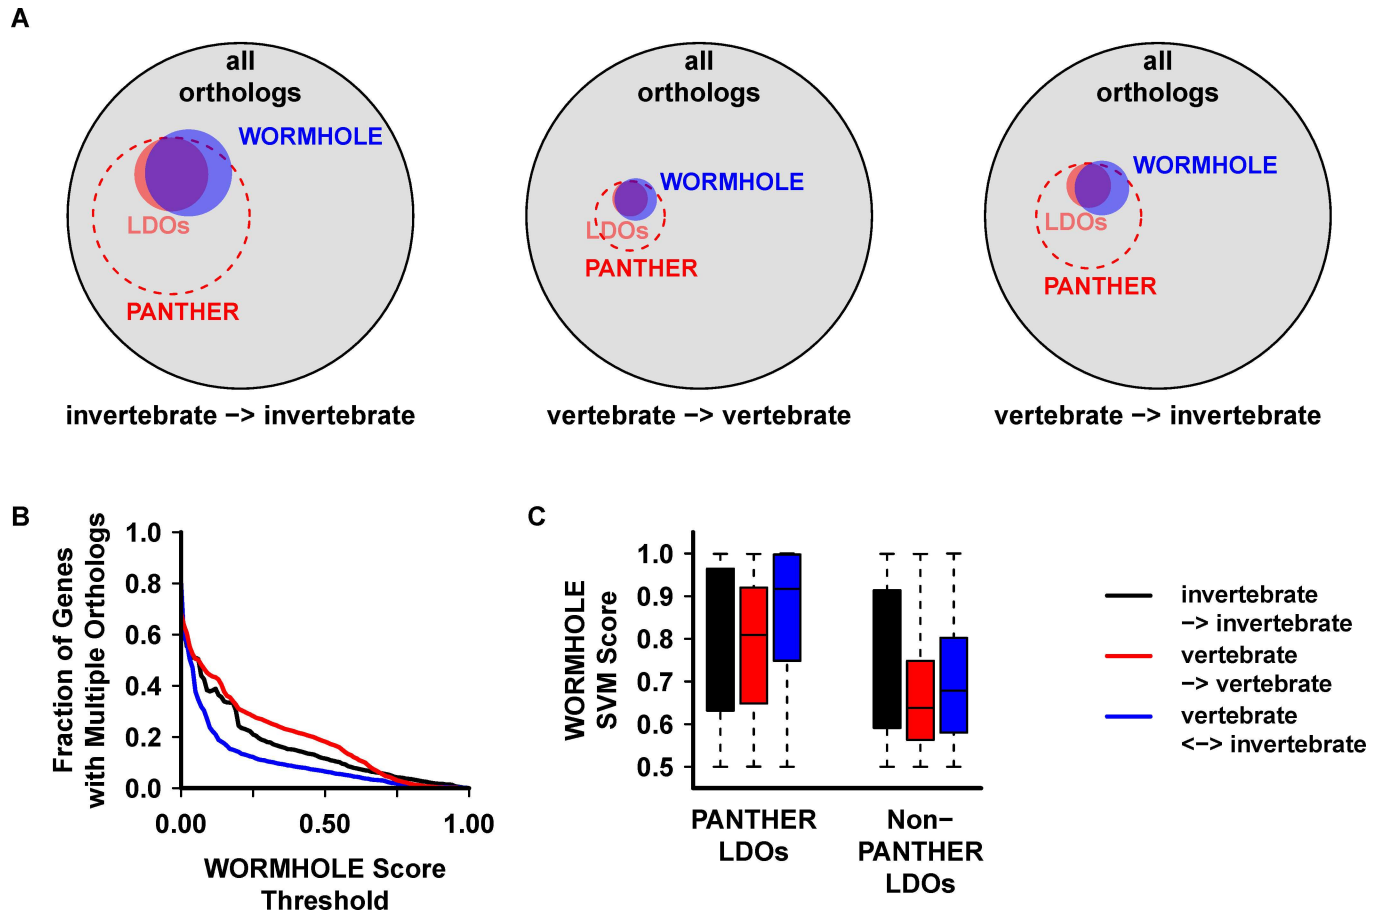 A
all
orthologs
WORMHOLE
LDOs
PANTHER
invertebrate −> invertebrate
all
orthologs
WORMHOLE
LDOs
PANTHER
vertebrate −> vertebrate
all
orthologs
WORMHOLE
LDOs
PANTHER
vertebrate −> invertebrate
B
Fraction of Genes
with Multiple Orthologs
1.0
0.8
0.6
0.4
0.2
0.0
0.00 0.50 1.00
WORMHOLE Score
Threshold
C
WORMHOLE
SVM Score
1.0
0.9
0.8
0.7
0.6
0.5
PANTHER
LDOs
Non−
PANTHER
LDOs
invertebrate
−> invertebrate
vertebrate
−> vertebrate
vertebrate
<−> invertebrate